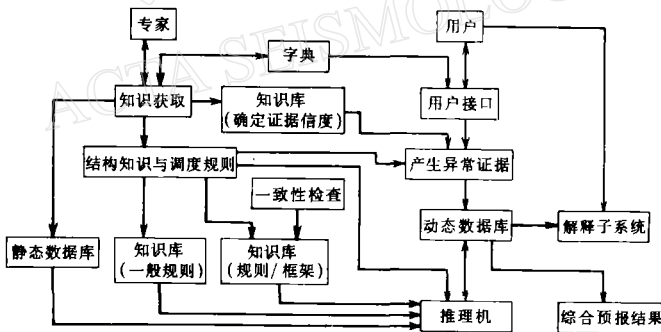 专家
用户
字典
知识获取
知识库
(确定证据信度)
用户接口
结构知识与调度规则
产生异常证据
一致性检查
静态数据库
知识库
(一般规则)
知识库
(规则/框架)
动态数据库
解释子系统
推理机
综合预报结果
ACTA SEISMOLO